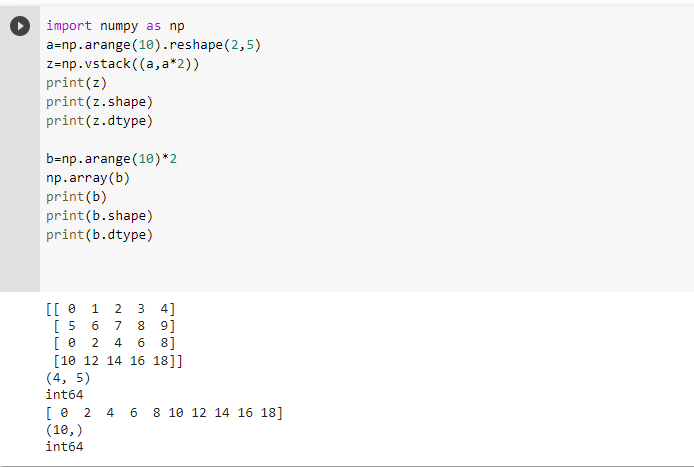 import numpy as np
a=np.arange(10).reshape(2,5)
z=np.vstack((a,a*2))
print(z)
print(z.shape)
print(z.dtype)

b=np.arange(10)*2
np.array(b)
print(b)
print(b.shape)
print(b.dtype)

[[ 0  1  2  3  4]
 [ 5  6  7  8  9]
 [ 0  2  4  6  8]
 [10 12 14 16 18]]
(4, 5)
int64
[ 0  2  4  6  8 10 12 14 16 18]
(10,)
int64